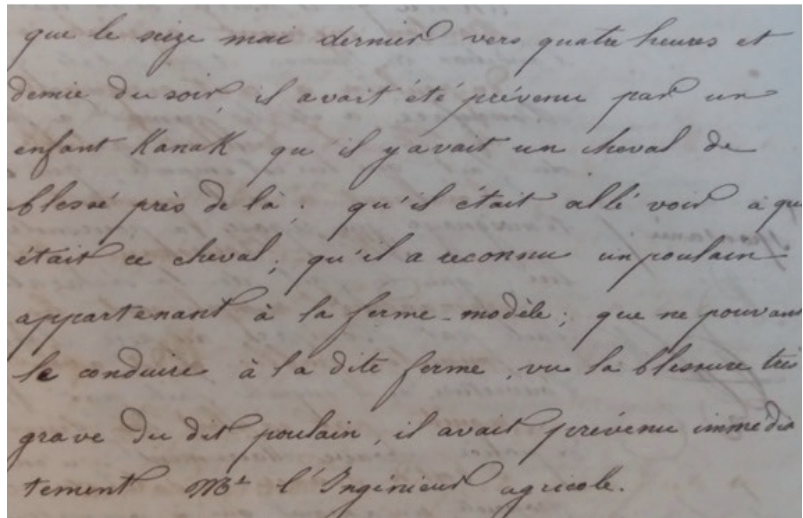 que le seize mai dernier vers quatre heures et
demie du soir, il avait été prévenu par un
enfant Kanak qu'il y avait un cheval de
blessé près de là ; qu'il était allé voir à qui
était ce cheval ; qu'il a reconnu un poulain
appartenant à la ferme-modèle ; que ne pouvant
le conduire à la dite ferme, vu la blessure très
grave du dit poulain, il avait prévenu immédia
tement Mr l'Ingénieur agricole.